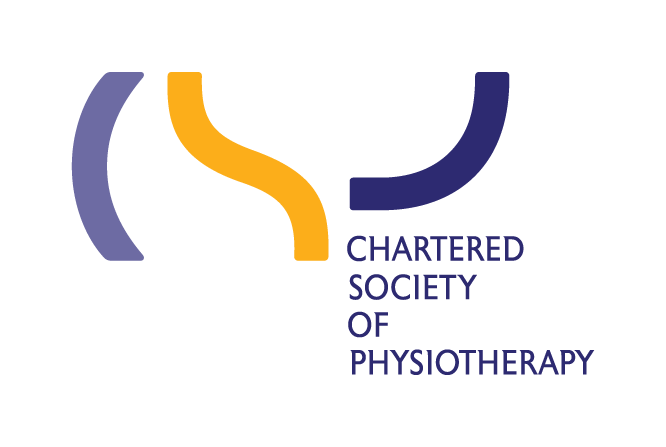 CHARTERED
SOCIETY
OF
PHYSIOTHERAPY